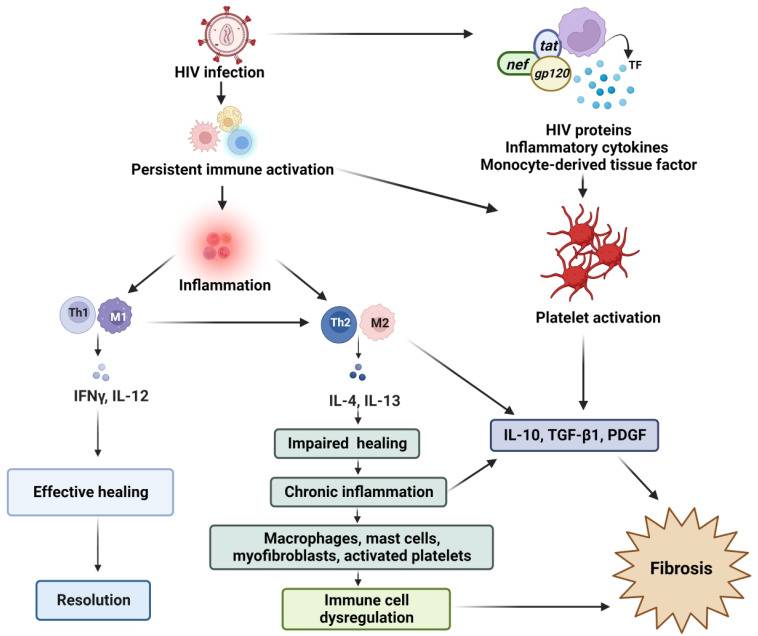 HIV infection
tat
nef
gp120
TF
HIV proteins
Inflammatory cytokines
Monocyte-derived tissue factor
Persistent immune activation
Inflammation
Platelet activation
Th1
M1
Th2
M2
IFNγ, IL-12
IL-4, IL-13
IL-10, TGF-β1, PDGF
Impaired healing
Effective healing
Chronic inflammation
Macrophages, mast cells,
myofibroblasts, activated platelets
Fibrosis
Resolution
Immune cell
dysregulation